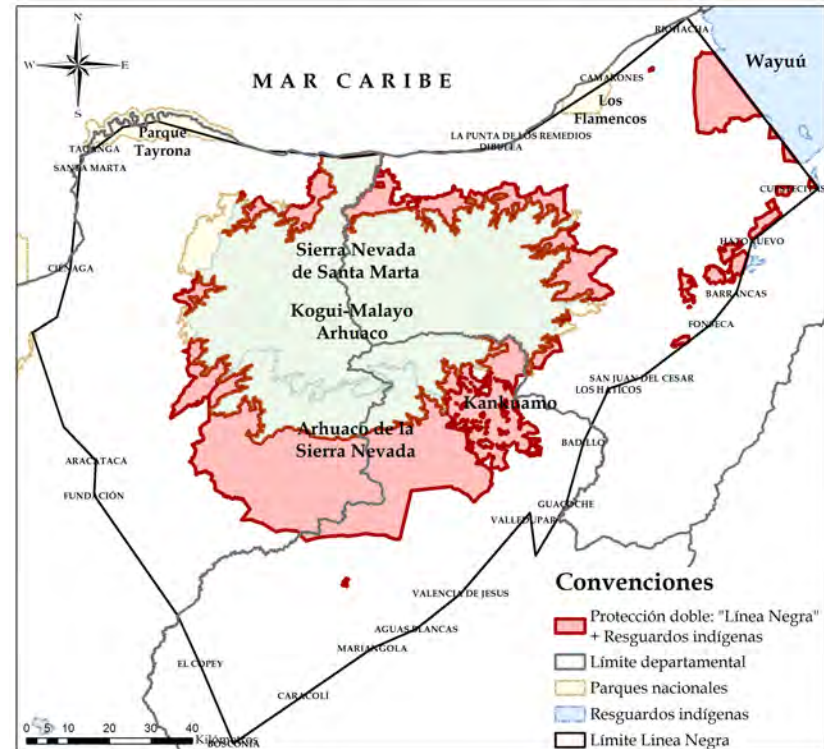 N
W E
S
MAR CARIBE
RIOHACHA
Wayuú
CAMARONES
Los
Flamencos
LA PUNTA DE LOS REMEDIOS
DIBULLA
Parque
Tayrona
TAGANGA
SANTA MARTA
CUESTECITAS
Sierra Nevada
de Santa Marta
HATONUEVO
CIÉNAGA
Kogui-Malayo
Arhuaco
BARRANCAS
FONSECA
SAN JUAN DEL CESAR
LOS HATICOS
Kankuamo
Arhuaco de la
Sierra Nevada
BADILLO
ARACATACA
FUNDACIÓN
GUACOCHE
VALLEDUPAR
VALENCIA DE JESUS
AGUAS BLANCAS
MARIANGOLA
EL COPEY
CARACOLÍ
BOSCONIA
0 5 10 20 30 40
Kilómetros
Convenciones
Protección doble: "Línea Negra"
+ Resguardos indígenas
Límite departamental
Parques nacionales
Resguardos indígenas
Límite Linea Negra